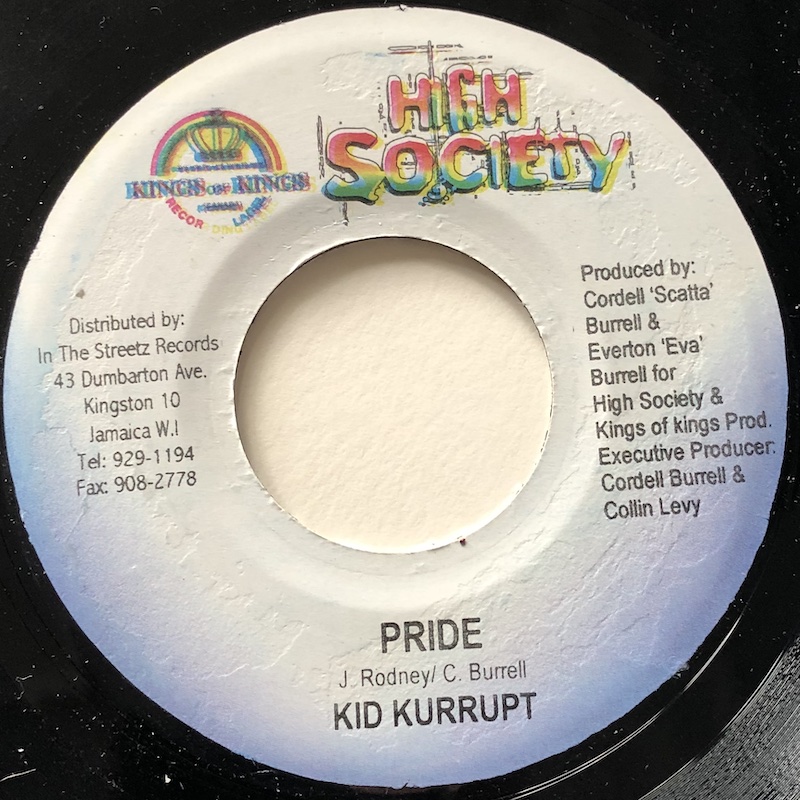 HIGH
SOCIETY
KINGS OF KINGS
RECORDING LABEL
Distributed by:
In The Streetz Records
43 Dumbarton Ave.
Kingston 10
Jamaica W.I
Tel: 929-1194
Fax: 908-2778
Produced by:
Cordell 'Scatta'
Burrell &
Everton 'Eva'
Burrell for
High Society &
Kings of kings Prod.
Executive Producer:
Cordell Burrell &
Collin Levy
PRIDE
J. Rodney/ C. Burrell
KID KURRUPT